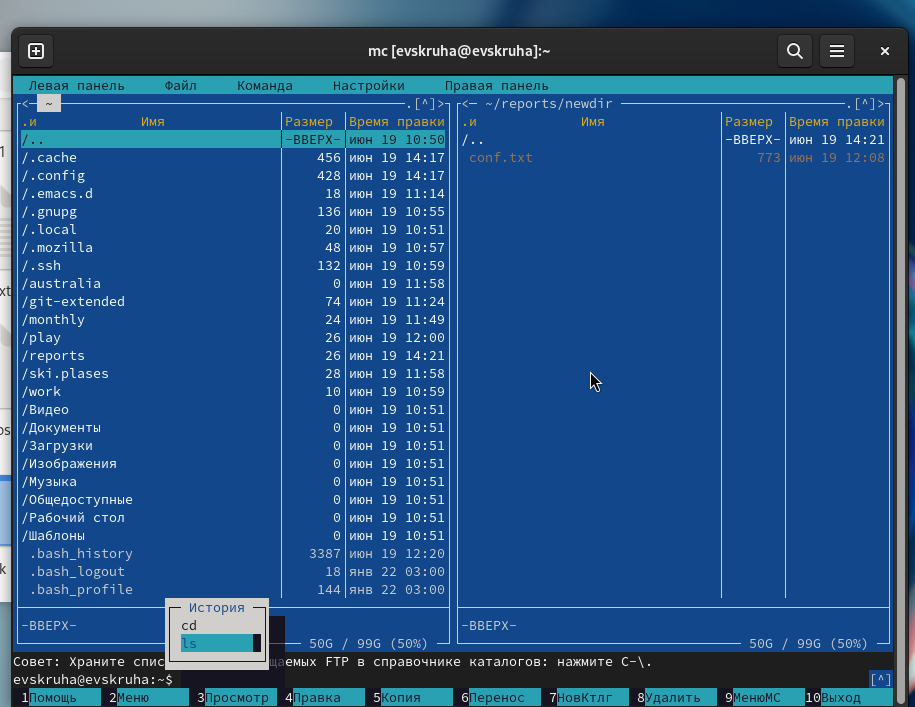 mc [evskruha@evskruha]:~
Левая панель Файл Команда Настройки Правая панель
<— ~ .[^]> <— ~/reports/newdir .[^]>
.и Имя Размер Время правки .и Имя Размер Время правки
/.. -ВВЕРХ- июн 19 10:50 /.. -ВВЕРХ- июн 19 14:21
/.cache 456 июн 19 14:17 conf.txt 773 июн 19 12:08
/.config 428 июн 19 14:17
/.emacs.d 18 июн 19 11:14
/.gnupg 136 июн 19 10:55
/.local 20 июн 19 10:51
/.mozilla 48 июн 19 10:57
/.ssh 132 июн 19 10:59
/australia 0 июн 19 11:58
/git-extended 74 июн 19 11:24
/monthly 24 июн 19 11:49
/play 26 июн 19 12:00
/reports 26 июн 19 14:21
/ski.plases 28 июн 19 11:58
/work 10 июн 19 10:59
/Видео 0 июн 19 10:51
/Документы 0 июн 19 10:51
/Загрузки 0 июн 19 10:51
/Изображения 0 июн 19 10:51
/Музыка 0 июн 19 10:51
/Общедоступные 0 июн 19 10:51
/Рабочий стол 0 июн 19 10:51
/Шаблоны 0 июн 19 10:51
.bash_history 3387 июн 19 12:20
.bash_logout 18 янв 22 03:00
.bash_profile 144 янв 22 03:00
История
cd
ls
-ВВЕРХ- -ВВЕРХ-
50G / 99G (50%) 50G / 99G (50%)
Совет: Храните спис щаемых FTP в справочнике каталогов: нажмите C-\.
evskruha@evskruha:~$ [^]
1Помощь 2Меню 3Просмотр 4Правка 5Копия 6Перенос 7НовКтлг 8Удалить 9МенюMC 10Выход